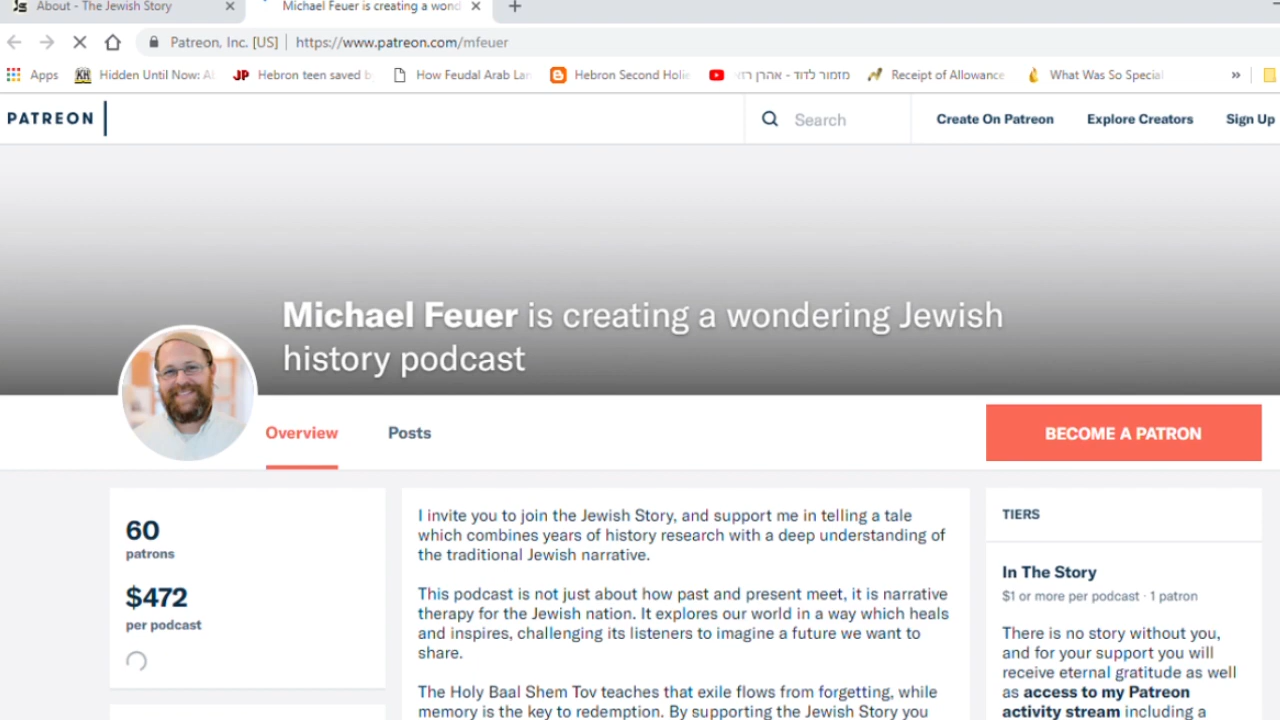 About - The Jewish Story
Michael Feuer is creating a wond
Patreon, Inc. [US] https://www.patreon.com/mfeuer
Apps KH Hidden Until Now: Al JP Hebron teen saved b How Feudal Arab Lan Hebron Second Holie מזמור לדוד - אהרן רזי Receipt of Allowance What Was So Special »
PATREON
Search
Create On Patreon Explore Creators Sign Up
Michael Feuer is creating a wondering Jewish
history podcast
Overview Posts
BECOME A PATRON
60
patrons
$472
per podcast
I invite you to join the Jewish Story, and support me in telling a tale
which combines years of history research with a deep understanding of
the traditional Jewish narrative.
This podcast is not just about how past and present meet, it is narrative
therapy for the Jewish nation. It explores our world in a way which heals
and inspires, challenging its listeners to imagine a future we want to
share.
The Holy Baal Shem Tov teaches that exile flows from forgetting, while
memory is the key to redemption. By supporting the Jewish Story you
TIERS
In The Story
$1 or more per podcast · 1 patron
There is no story without you,
and for your support you will
receive eternal gratitude as well
as access to my Patreon
activity stream including a